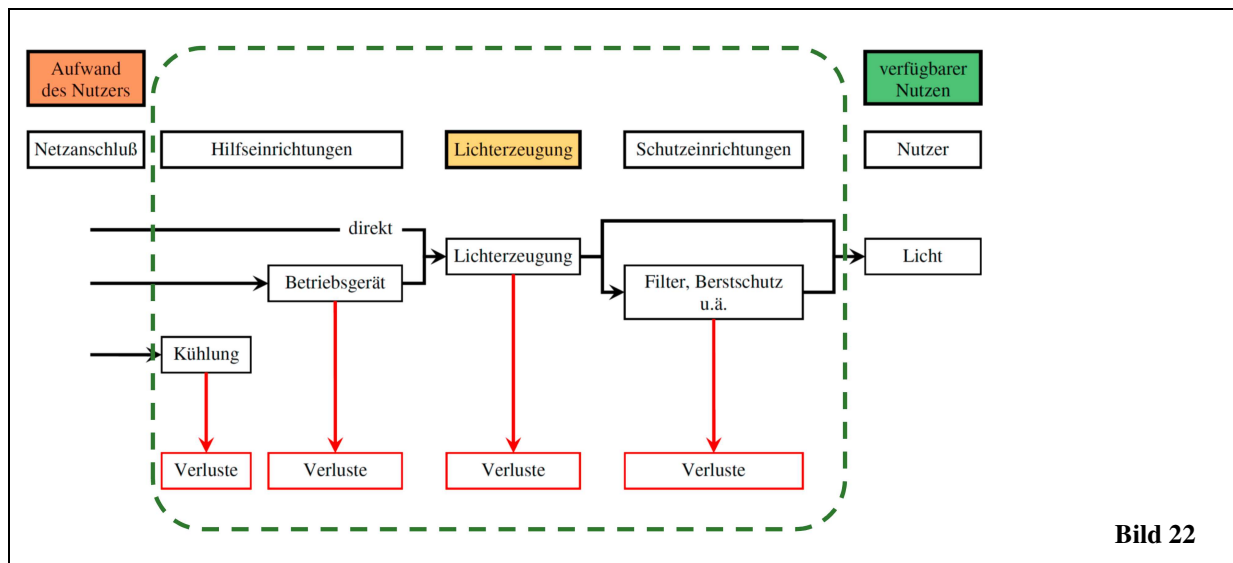 Aufwand
des Nutzers
verfügbarer
Nutzen
Netzanschluß
Hilfseinrichtungen
Lichterzeugung
Schutzeinrichtungen
Nutzer
direkt
Lichterzeugung
Licht
Betriebsgerät
Filter, Berstschutz
u.ä.
Kühlung
Verluste
Verluste
Verluste
Verluste
Bild 22